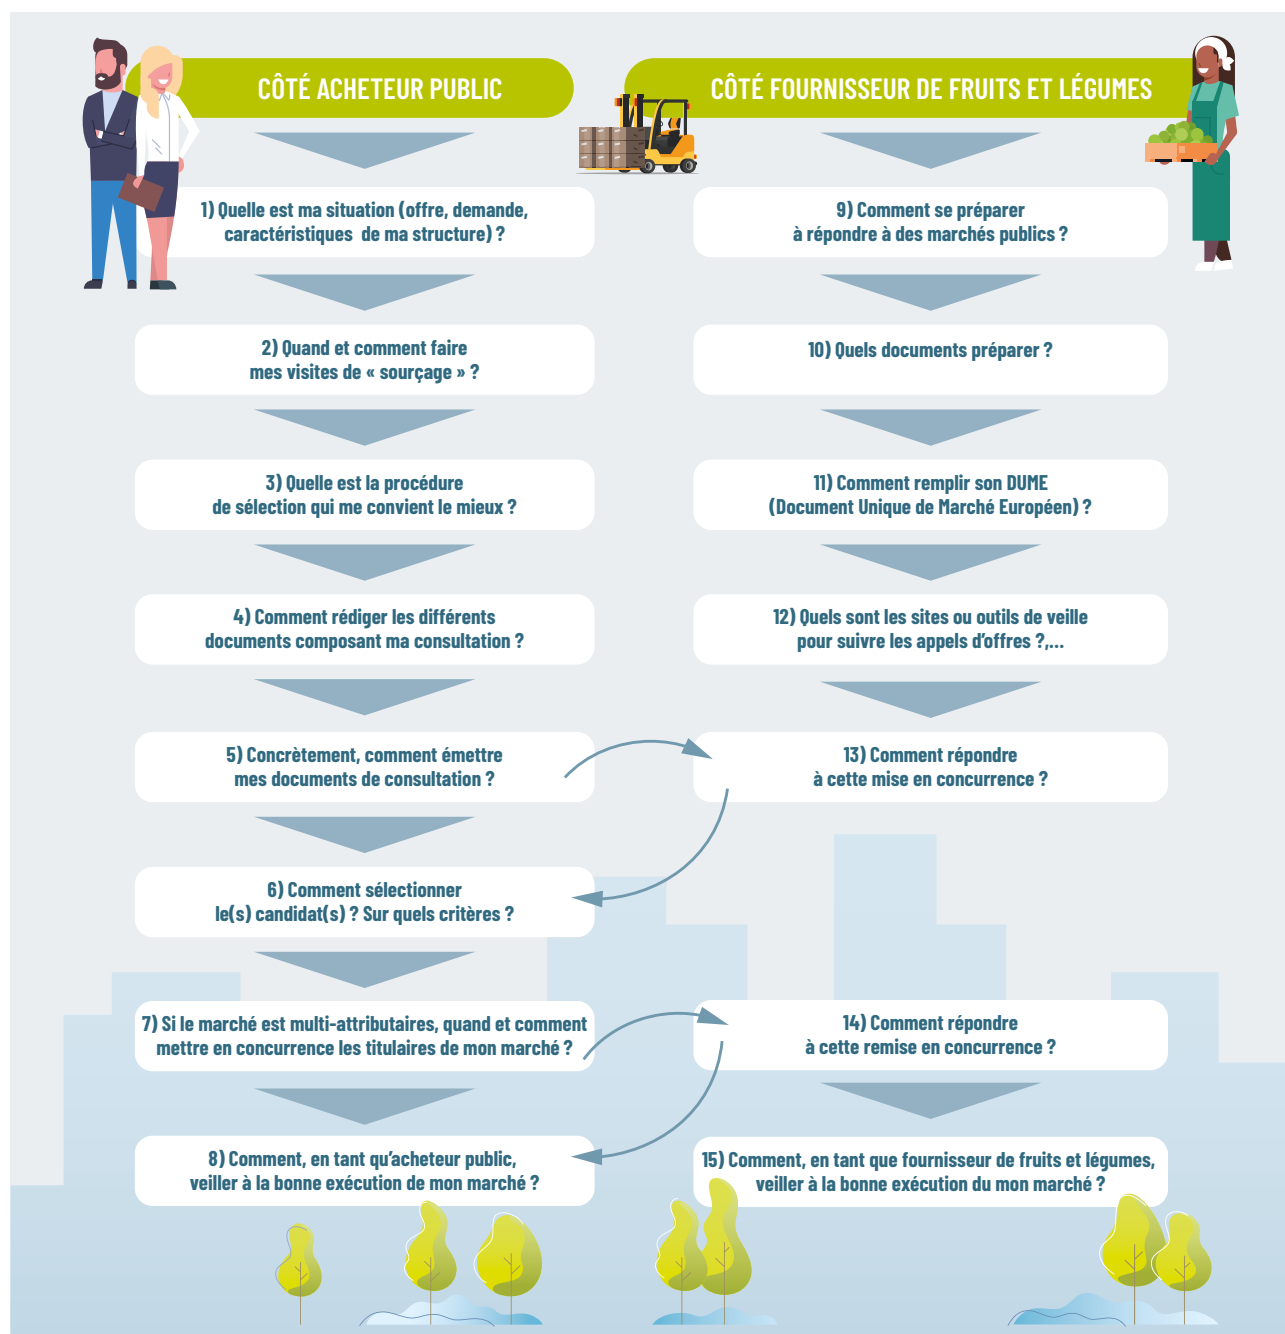 CÔTÉ ACHETEUR PUBLIC
1) Quelle est ma situation (offre, demande,
caractéristiques de ma structure) ?
2) Quand et comment faire
mes visites de « sourçage » ?
3) Quelle est la procédure
de sélection qui me convient le mieux ?
4) Comment rédiger les différents
documents composant ma consultation ?
5) Concrètement, comment émettre
mes documents de consultation ?
6) Comment sélectionner
le(s) candidat(s) ? Sur quels critères ?
7) Si le marché est multi-attributaires, quand et comment
mettre en concurrence les titulaires de mon marché ?
8) Comment, en tant qu'acheteur public,
veiller à la bonne exécution de mon marché ?
CÔTÉ FOURNISSEUR DE FRUITS ET LÉGUMES
9) Comment se préparer
à répondre à des marchés publics ?
10) Quels documents préparer ?
11) Comment remplir son DUME
(Document Unique de Marché Européen) ?
12) Quels sont les sites ou outils de veille
pour suivre les appels d'offres ?,...
13) Comment répondre
à cette mise en concurrence ?
14) Comment répondre
à cette remise en concurrence ?
15) Comment, en tant que fournisseur de fruits et légumes,
veiller à la bonne exécution du mon marché ?